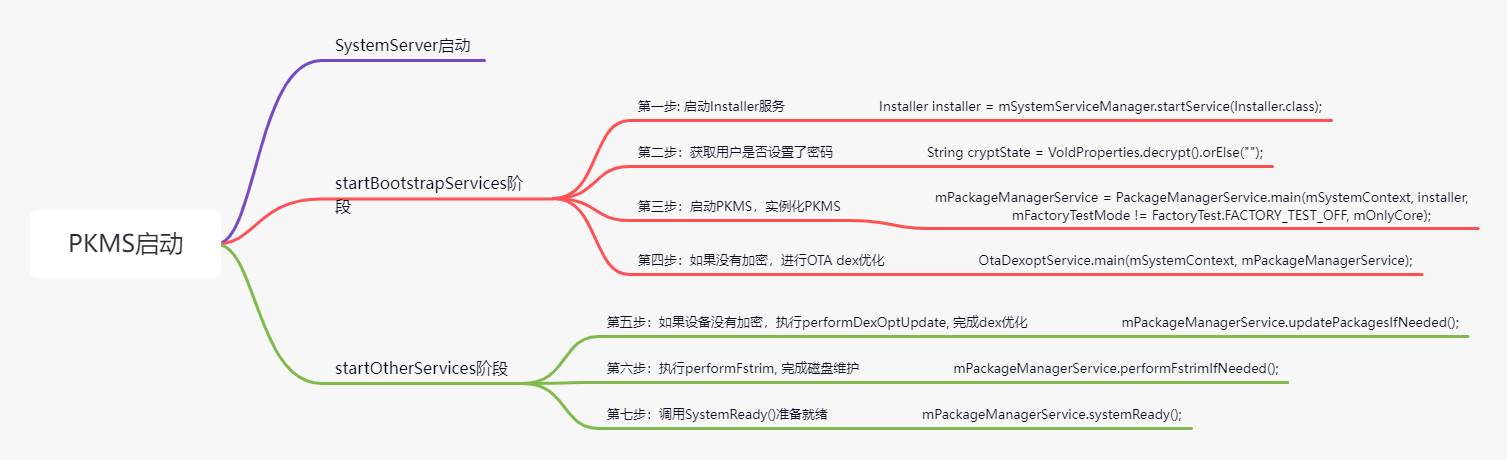 PKMS启动
SystemServer启动
startBootstrapServices阶
段
第一步: 启动Installer服务
Installer installer = mSystemServiceManager.startService(Installer.class);
第二步：获取用户是否设置了密码
String cryptState = VoldProperties.decrypt().orElse("");
第三步：启动PKMS，实例化PKMS
mPackageManagerService = PackageManagerService.main(mSystemContext, installer,
mFactoryTestMode != FactoryTest.FACTORY_TEST_OFF, mOnlyCore);
第四步：如果没有加密，进行OTA dex优化
OtaDexoptService.main(mSystemContext, mPackageManagerService);
startOtherServices阶段
第五步：如果设备没有加密，执行performDexOptUpdate, 完成dex优化
mPackageManagerService.updatePackagesIfNeeded();
第六步：执行performFstrim, 完成磁盘维护
mPackageManagerService.performFstrimIfNeeded();
第七步：调用SystemReady()准备就绪
mPackageManagerService.systemReady();